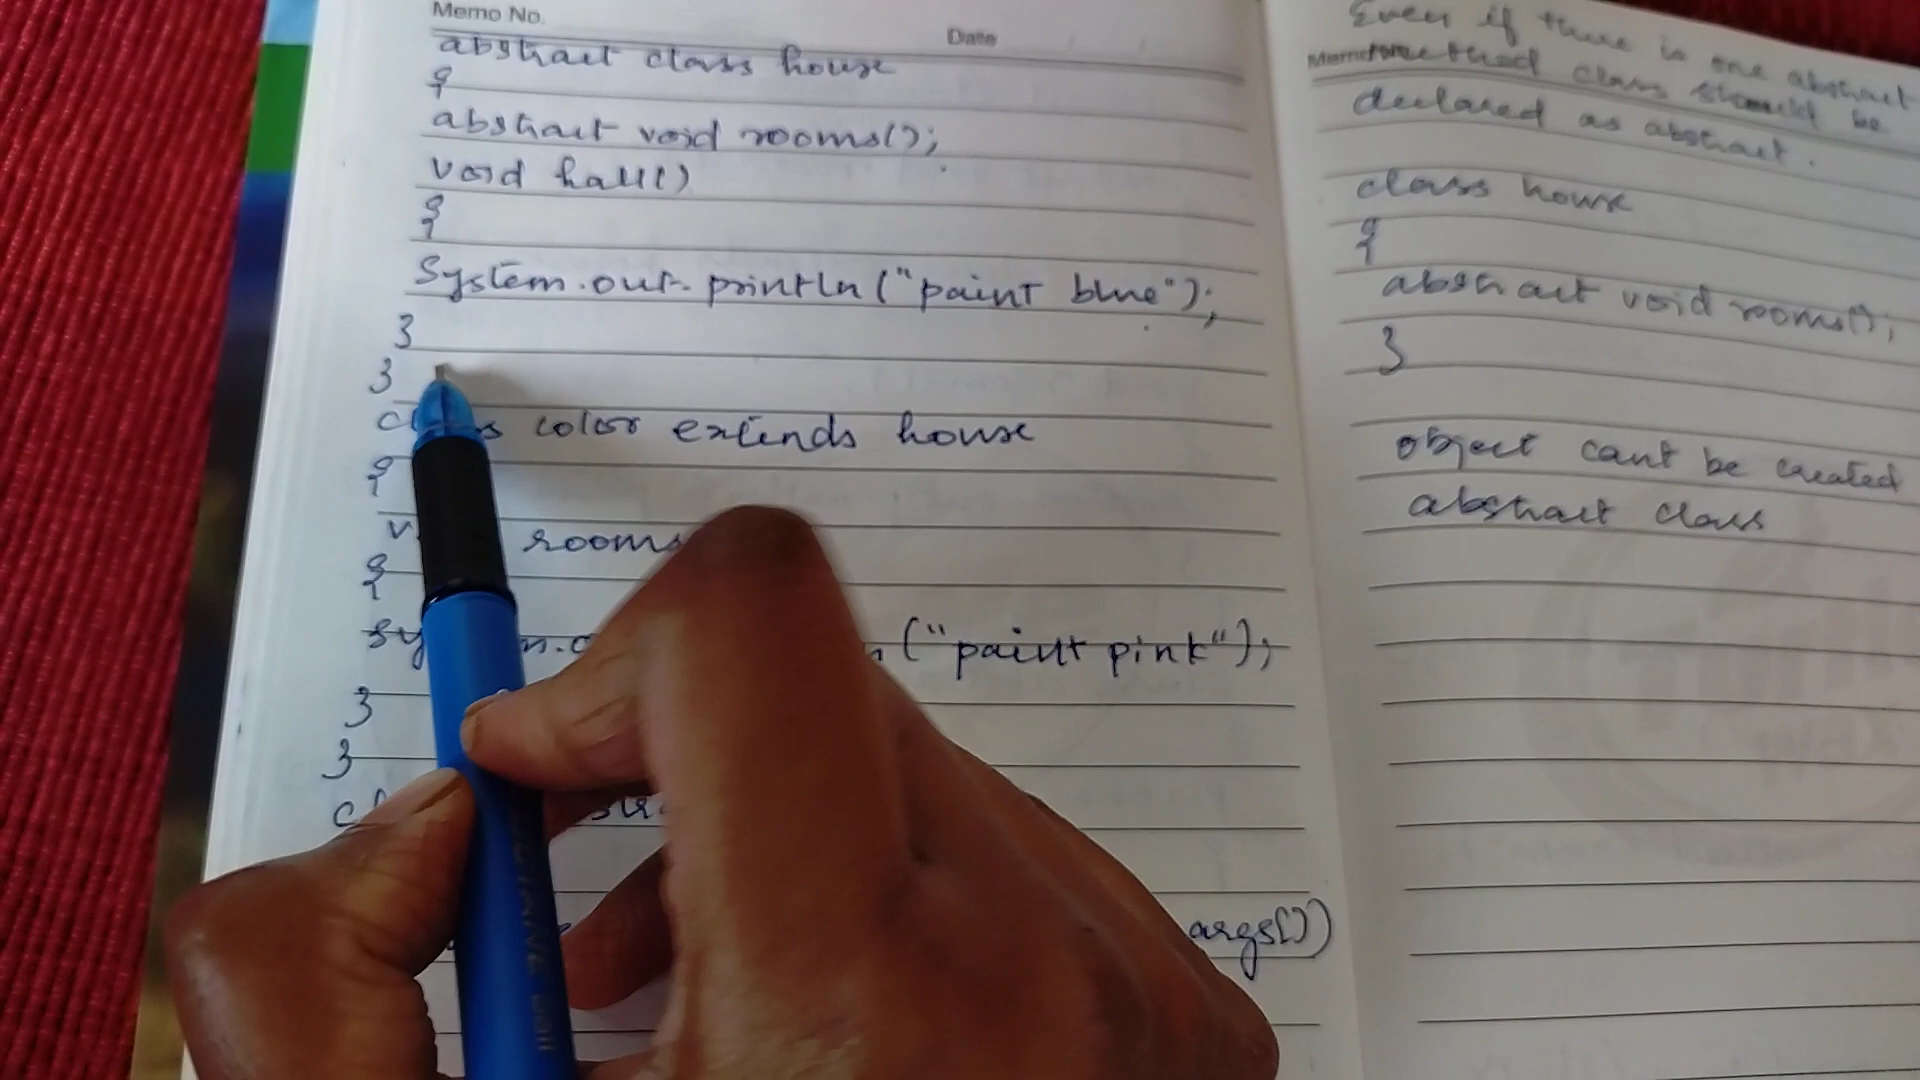 Memo No.
Date
abstract class house
{
abstract void rooms();
void hall()
{
System.out.println("paint blue");
}
}
class color extends house
{
rooms
{
("paint pink");
}
}
args[])
Even if there is one abstract
method class should be
declared as abstract.
class house
{
abstract void rooms();
}
object cant be created
abstract class